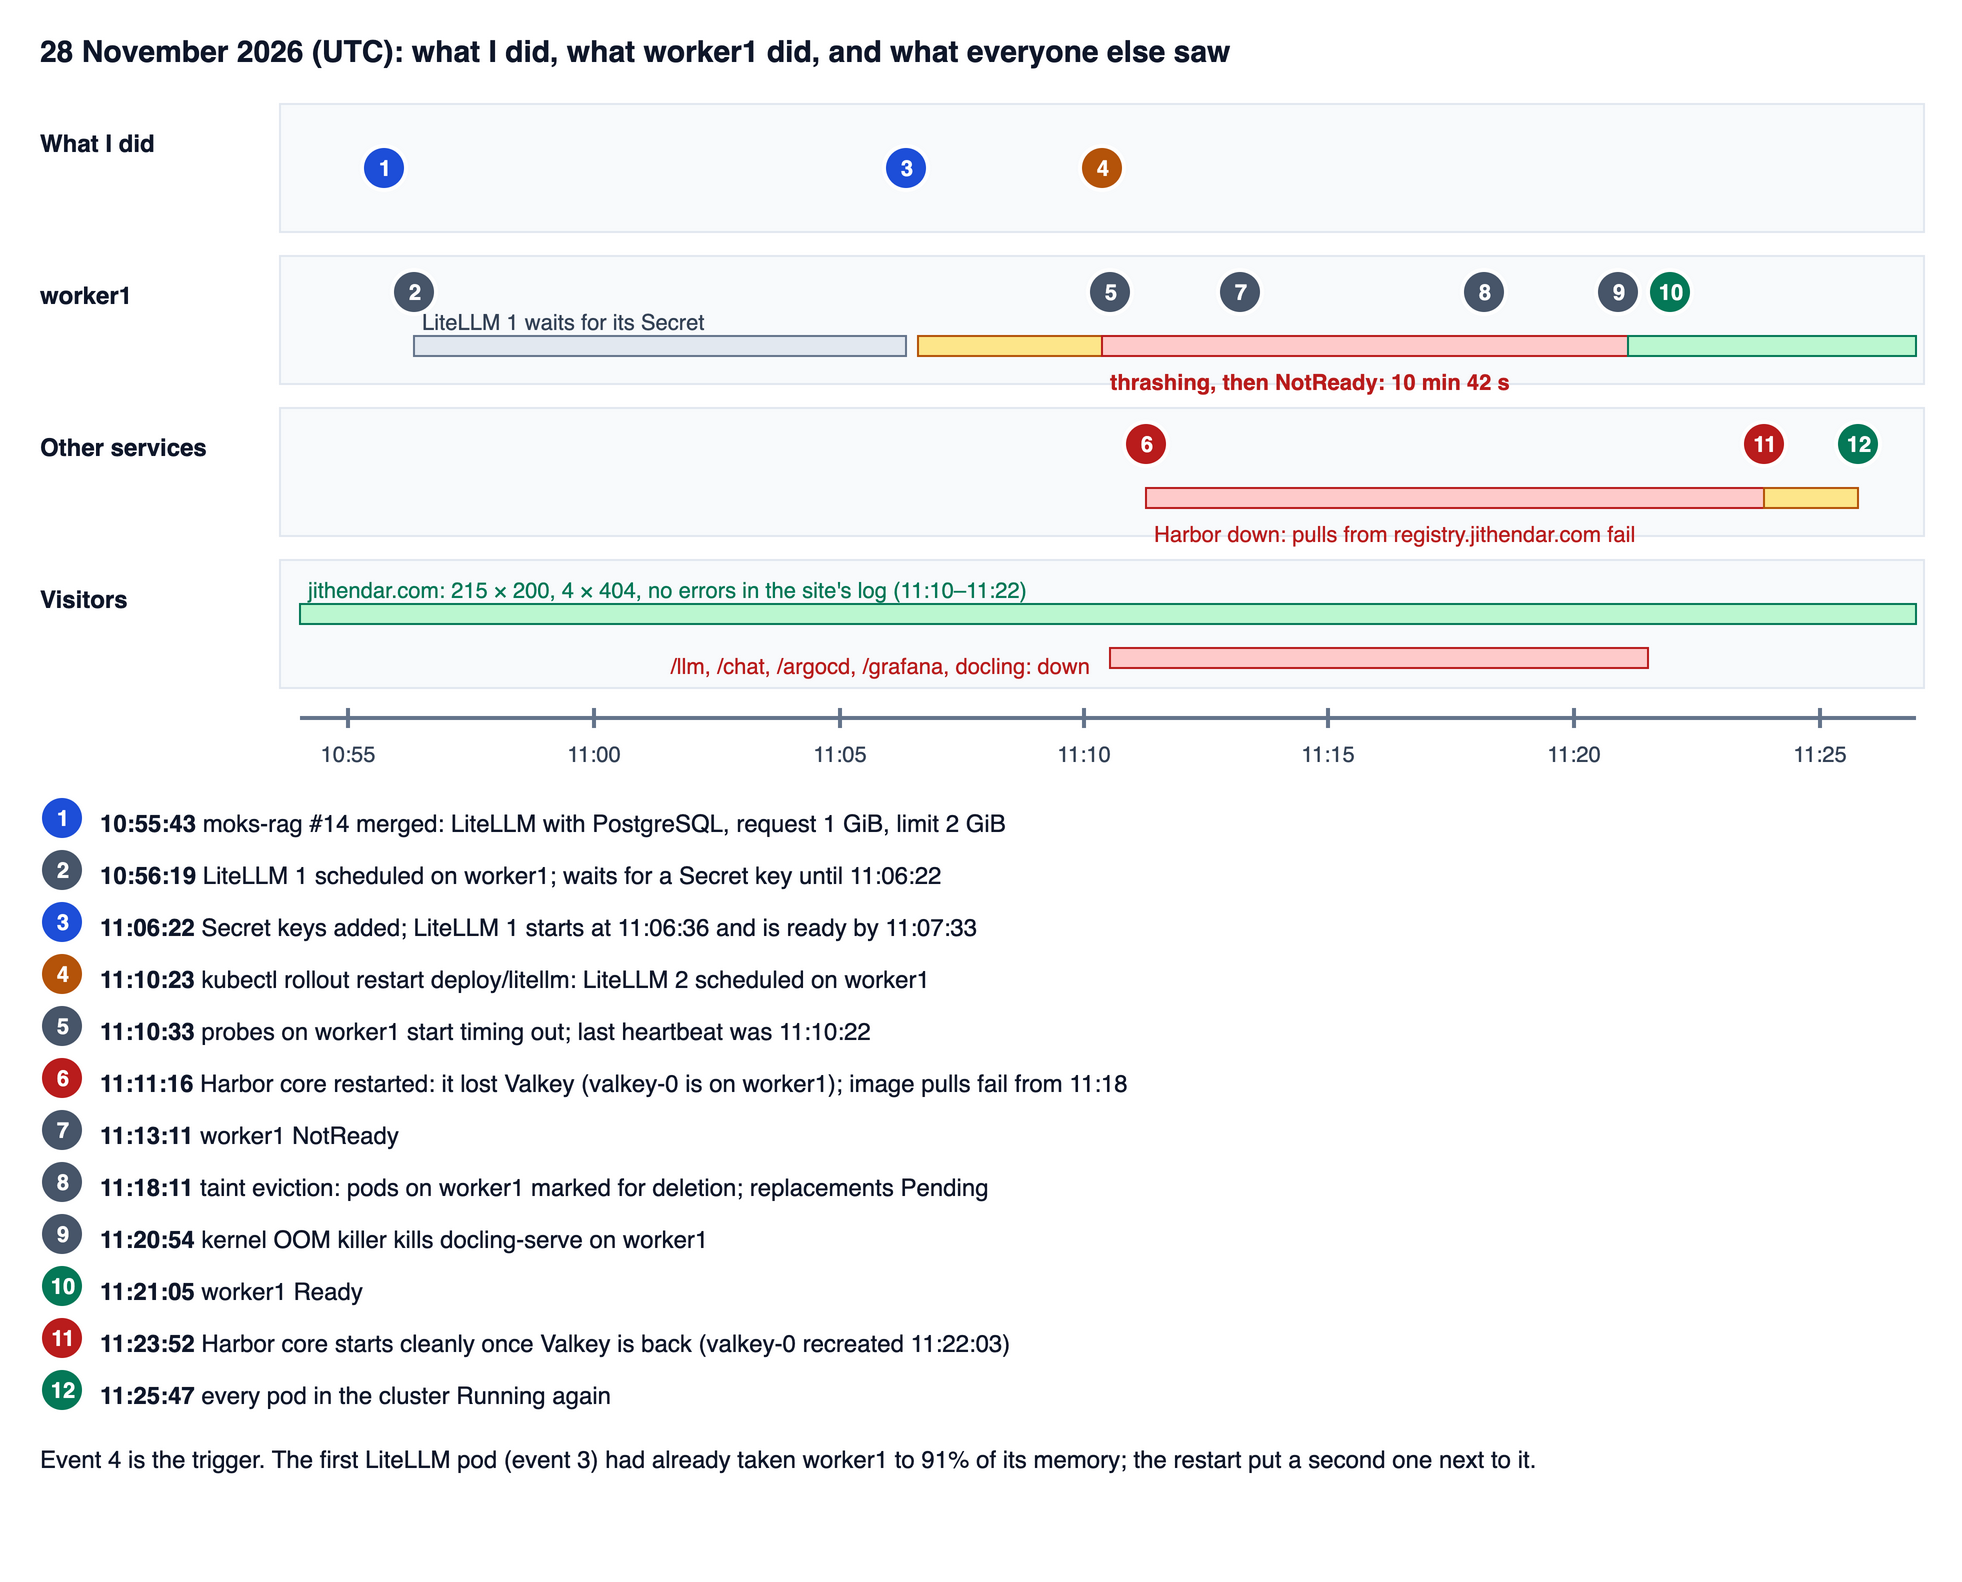 28 November 2026 (UTC): what I did, what worker1 did, and what everyone else saw
What I did
1
3
4
worker1
2
5
7
8
9
10
LiteLLM 1 waits for its Secret
thrashing, then NotReady: 10 min 42 s
Other services
6
11
12
Harbor down: pulls from registry.jithendar.com fail
Visitors
jithendar.com: 215 × 200, 4 × 404, no errors in the site's log (11:10–11:22)
/llm, /chat, /argocd, /grafana, docling: down
10:55
11:00
11:05
11:10
11:15
11:20
11:25
1 10:55:43 moks-rag #14 merged: LiteLLM with PostgreSQL, request 1 GiB, limit 2 GiB
2 10:56:19 LiteLLM 1 scheduled on worker1; waits for a Secret key until 11:06:22
3 11:06:22 Secret keys added; LiteLLM 1 starts at 11:06:36 and is ready by 11:07:33
4 11:10:23 kubectl rollout restart deploy/litellm: LiteLLM 2 scheduled on worker1
5 11:10:33 probes on worker1 start timing out; last heartbeat was 11:10:22
6 11:11:16 Harbor core restarted: it lost Valkey (valkey-0 is on worker1); image pulls fail from 11:18
7 11:13:11 worker1 NotReady
8 11:18:11 taint eviction: pods on worker1 marked for deletion; replacements Pending
9 11:20:54 kernel OOM killer kills docling-serve on worker1
10 11:21:05 worker1 Ready
11 11:23:52 Harbor core starts cleanly once Valkey is back (valkey-0 recreated 11:22:03)
12 11:25:47 every pod in the cluster Running again
Event 4 is the trigger. The first LiteLLM pod (event 3) had already taken worker1 to 91% of its memory; the restart put a second one next to it.